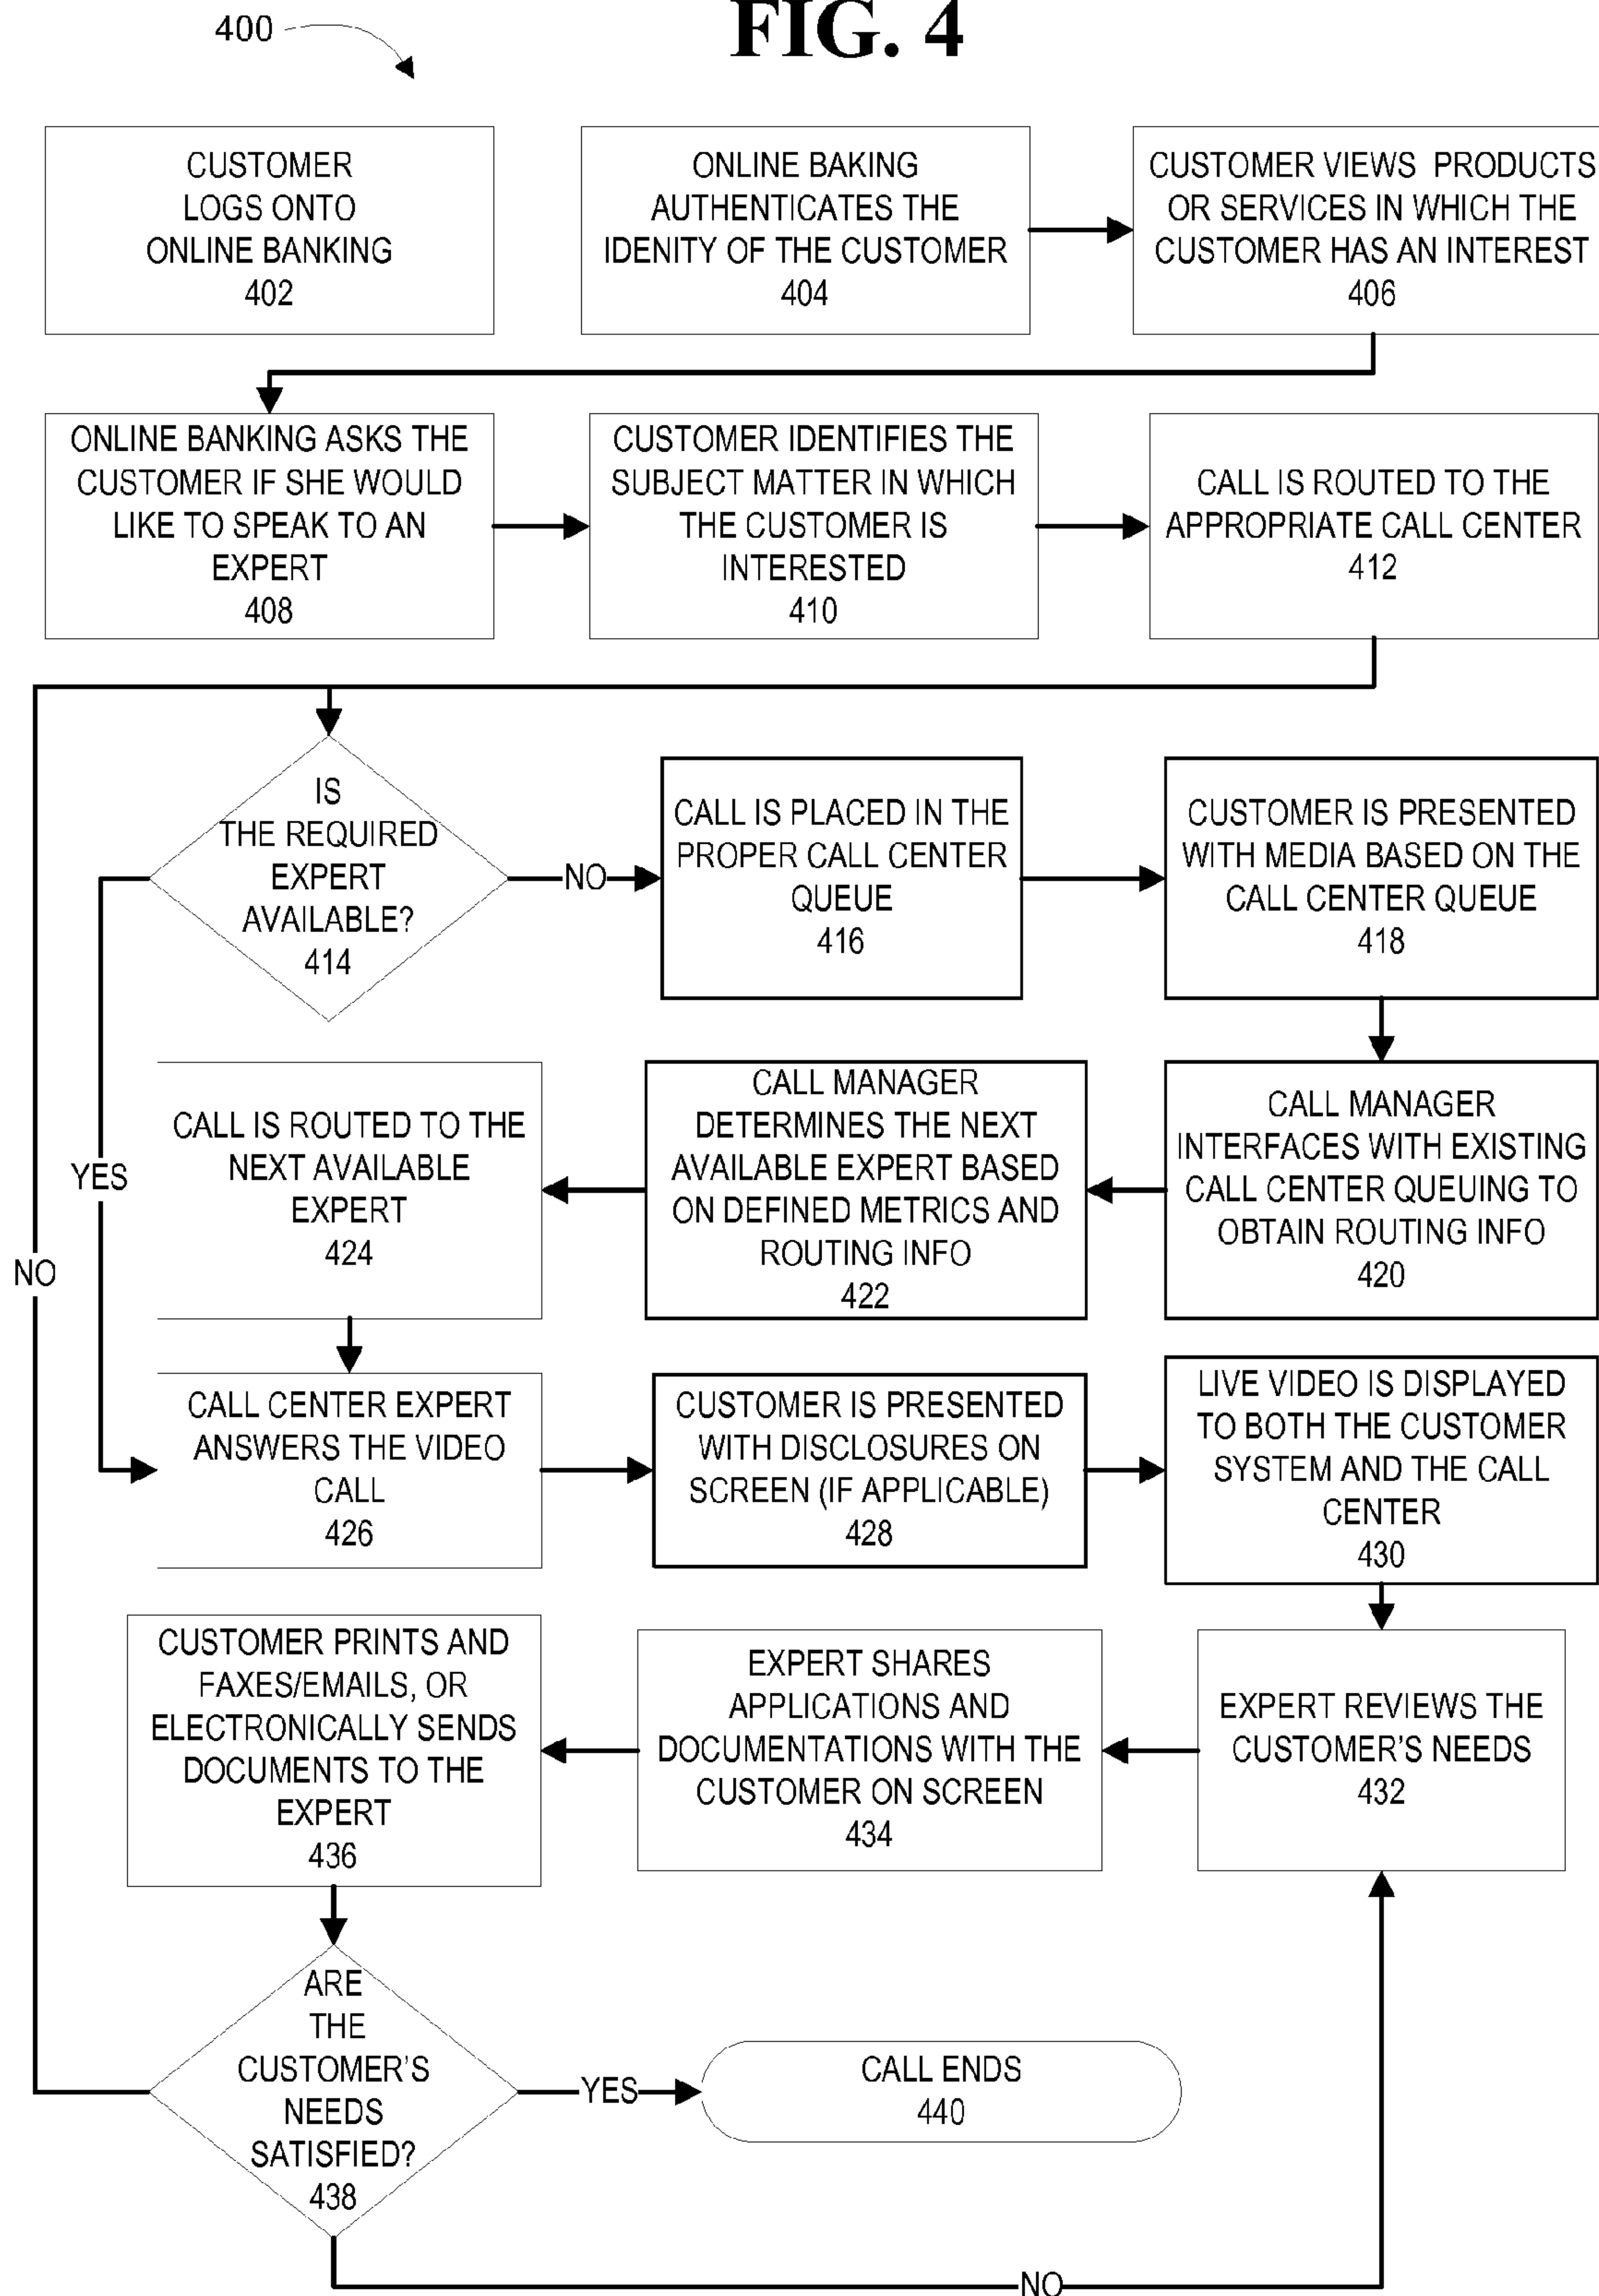 FIG. 4
400
CUSTOMER
LOGS ONTO
ONLINE BANKING
402
ONLINE BAKING
AUTHENTICATES THE
IDENITY OF THE CUSTOMER
404
CUSTOMER VIEWS PRODUCTS
OR SERVICES IN WHICH THE
CUSTOMER HAS AN INTEREST
406
ONLINE BANKING ASKS THE
CUSTOMER IF SHE WOULD
LIKE TO SPEAK TO AN
EXPERT
408
CUSTOMER IDENTIFIES THE
SUBJECT MATTER IN WHICH
THE CUSTOMER IS
INTERESTED
410
CALL IS ROUTED TO THE
APPROPRIATE CALL CENTER
412
IS
THE REQUIRED
EXPERT
AVAILABLE?
414
NO
CALL IS PLACED IN THE
PROPER CALL CENTER
QUEUE
416
CUSTOMER IS PRESENTED
WITH MEDIA BASED ON THE
CALL CENTER QUEUE
418
CALL MANAGER
INTERFACES WITH EXISTING
CALL CENTER QUEUING TO
OBTAIN ROUTING INFO
420
CALL MANAGER
DETERMINES THE NEXT
AVAILABLE EXPERT BASED
ON DEFINED METRICS AND
ROUTING INFO
422
CALL IS ROUTED TO THE
NEXT AVAILABLE
EXPERT
424
YES
NO
CALL CENTER EXPERT
ANSWERS THE VIDEO
CALL
426
CUSTOMER IS PRESENTED
WITH DISCLOSURES ON
SCREEN (IF APPLICABLE)
428
LIVE VIDEO IS DISPLAYED
TO BOTH THE CUSTOMER
SYSTEM AND THE CALL
CENTER
430
EXPERT REVIEWS THE
CUSTOMER'S NEEDS
432
EXPERT SHARES
APPLICATIONS AND
DOCUMENTATIONS WITH THE
CUSTOMER ON SCREEN
434
CUSTOMER PRINTS AND
FAXES/EMAILS, OR
ELECTRONICALLY SENDS
DOCUMENTS TO THE
EXPERT
436
ARE
THE
CUSTOMER'S
NEEDS
SATISFIED?
438
YES
CALL ENDS
440
NO